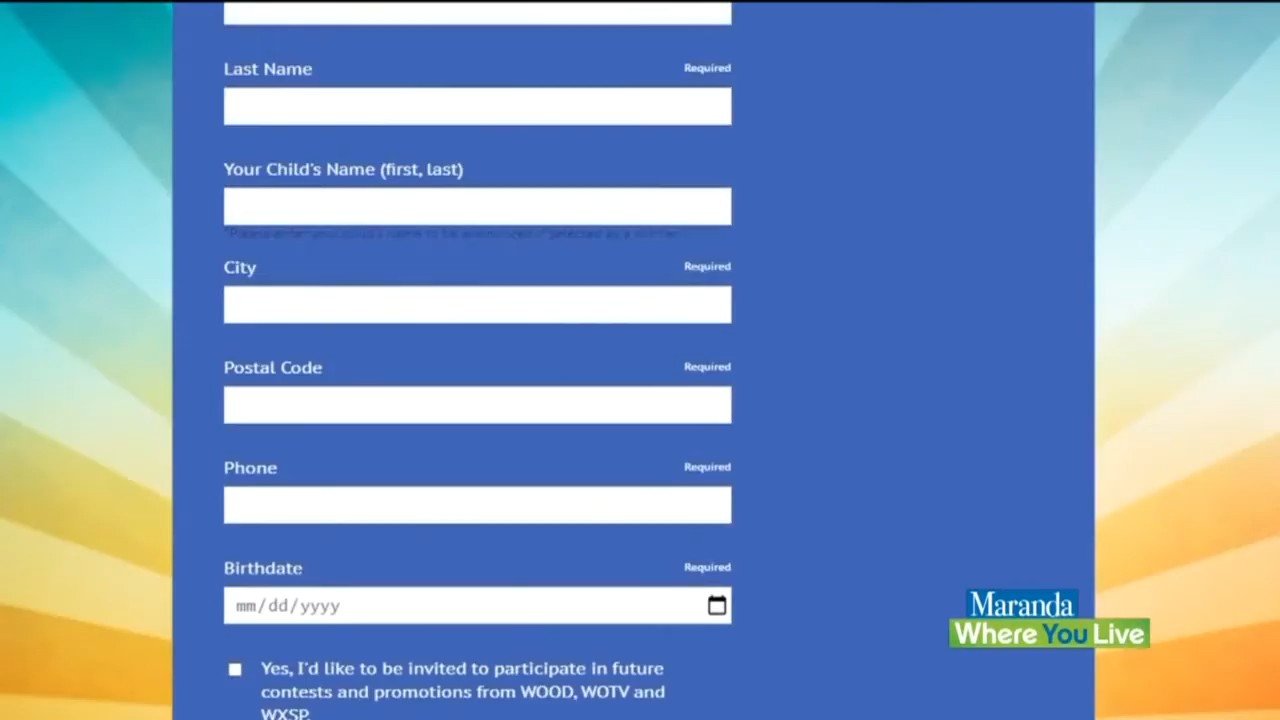 Last Name
Required
Your Child's Name (first, last)
City
Required
Postal Code
Required
Phone
Required
Birthdate
Required
mm/dd/yyyy
Yes, I'd like to be invited to participate in future
contests and promotions from WOOD, WOTV and
WXSP.
Maranda
Where You Live